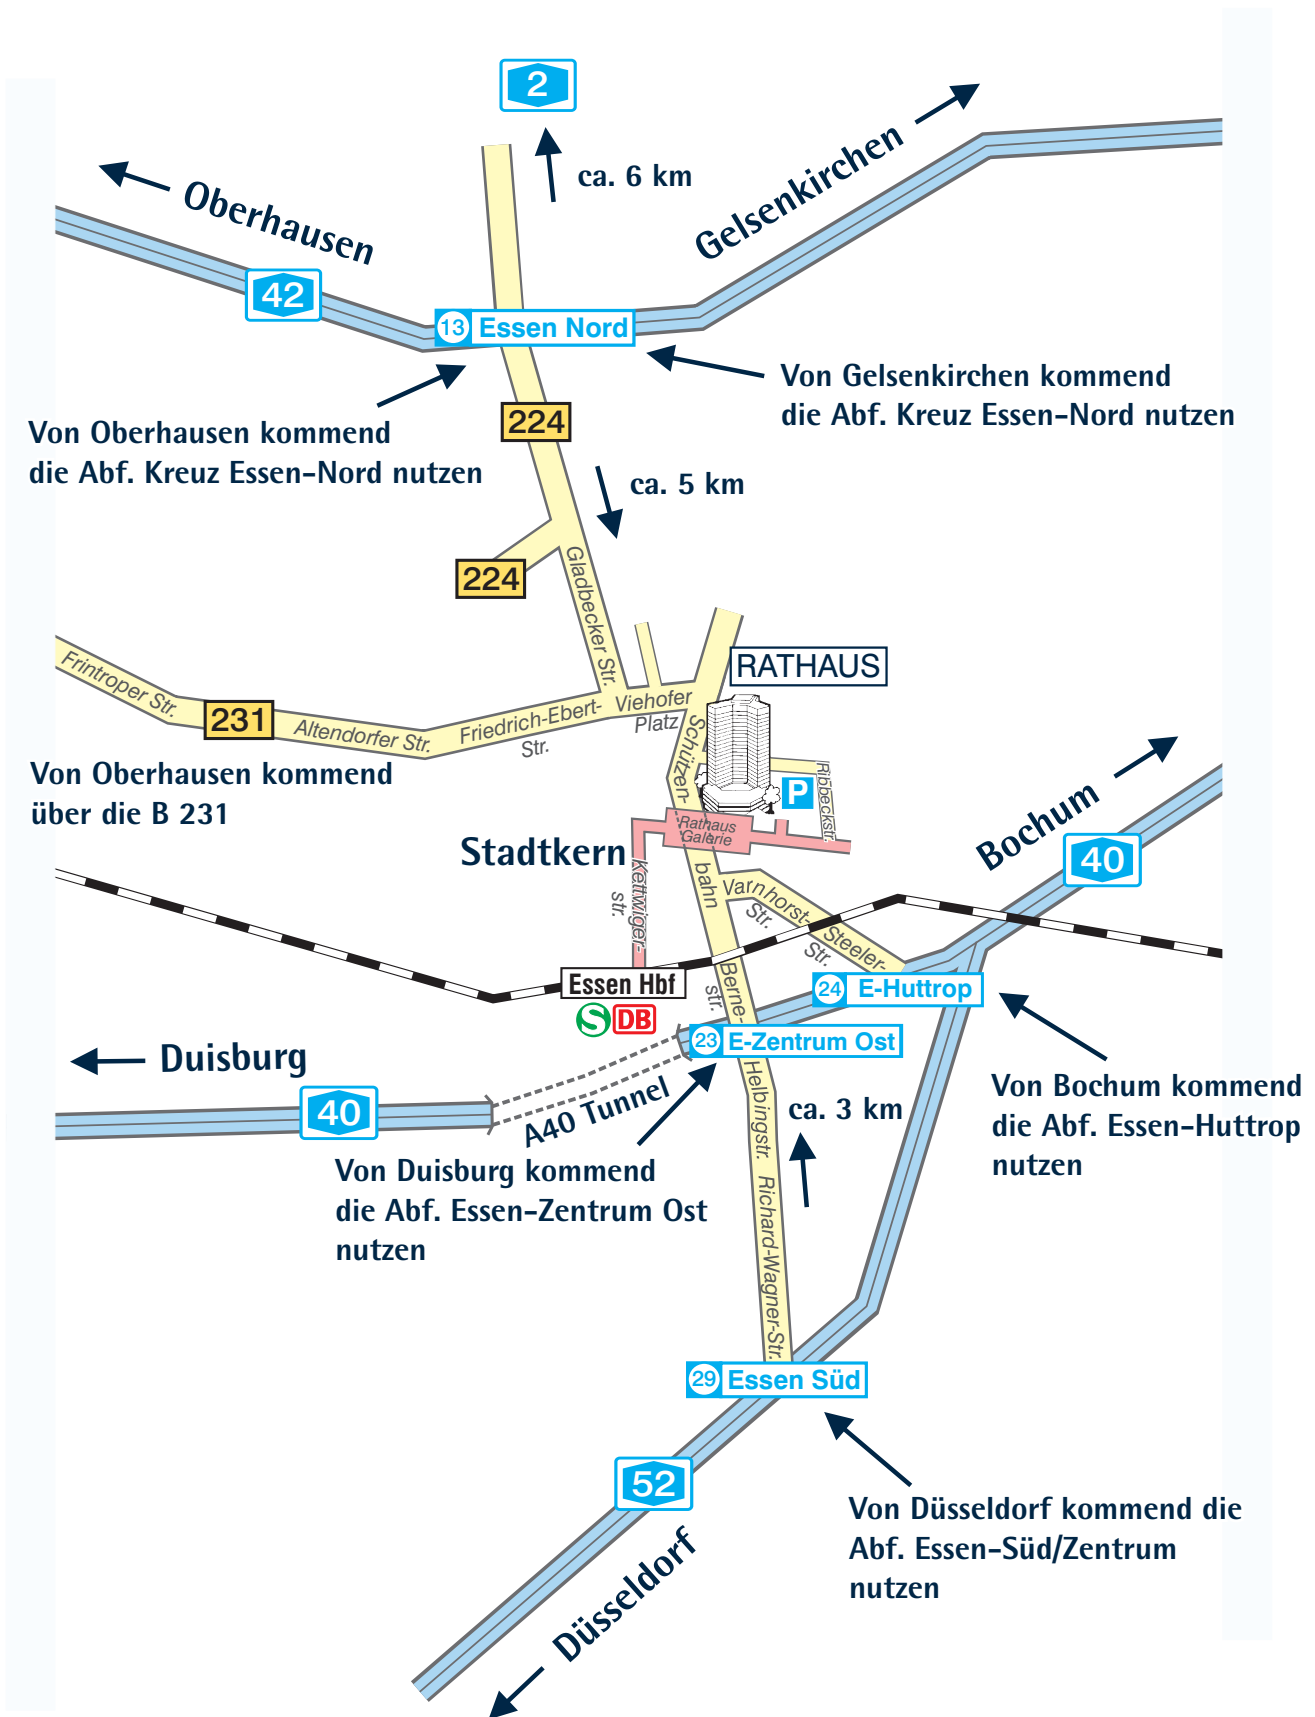 2
ca. 6 km
Oberhausen
Gelsenkirchen
42
13 Essen Nord
Von Gelsenkirchen kommend
die Abf. Kreuz Essen-Nord nutzen
Von Oberhausen kommend
die Abf. Kreuz Essen-Nord nutzen
224
ca. 5 km
224
Gladbecker Str.
RATHAUS
Frintroper Str.
231
Altendorfer Str.
Friedrich-Ebert-
Str.
Viehofer
Platz
Schützen-
bahn
Ribbeckstr.
P
Von Oberhausen kommend
über die B 231
Rathaus
Galerie
Stadtkern
Kettwiger-
str.
Bochum
40
Varnhorst-
Str.
Steeler-
Str.
Essen Hbf
S DB
Berne-
str.
24 E-Huttrop
23 E-Zentrum Ost
Duisburg
40
A40 Tunnel
Helbingstr.
ca. 3 km
Von Bochum kommend
die Abf. Essen-Huttrop
nutzen
Von Duisburg kommend
die Abf. Essen-Zentrum Ost
nutzen
Richard-Wagner-Str.
29 Essen Süd
52
Düsseldorf
Von Düsseldorf kommend die
Abf. Essen-Süd/Zentrum
nutzen